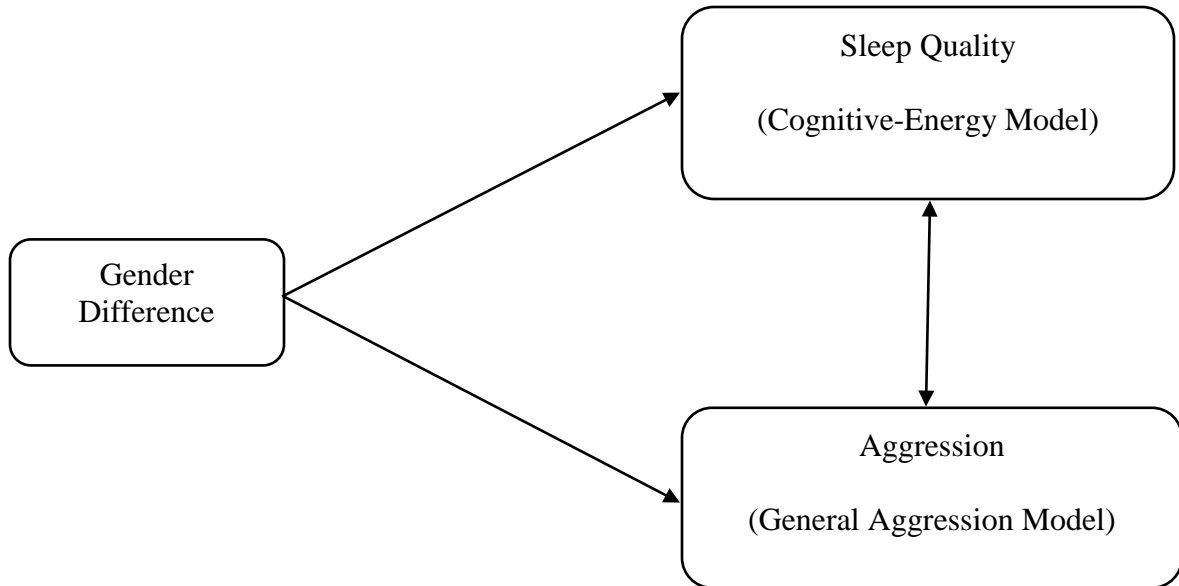 Sleep Quality
(Cognitive-Energy Model)
Gender
Difference
Aggression
(General Aggression Model)